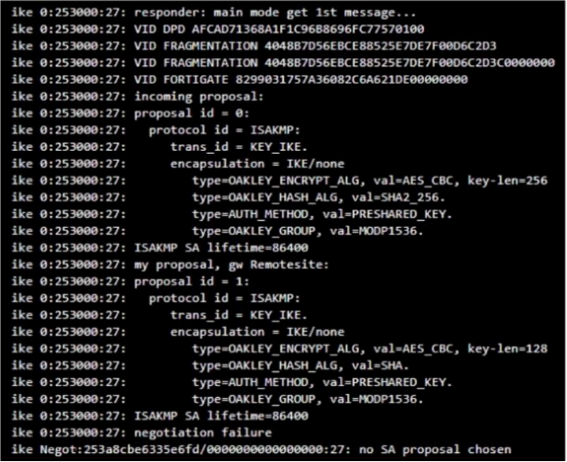 ike 0:253000:27: responder: main mode get 1st message...
ike 0:253000:27: VID DPD AFCAD71368A1F1C96B8696FC77570100
ike 0:253000:27: VID FRAGMENTATION 4048B7D56EBCE88525E7DE7F00D6C2D3
ike 0:253000:27: VID FRAGMENTATION 4048B7D56EBCE88525E7DE7F00D6C2D3C0000000
ike 0:253000:27: VID FORTIGATE 8299031757A36082C6A621DE00000000
ike 0:253000:27: incoming proposal:
ike 0:253000:27: proposal id = 0:
ike 0:253000:27: protocol id = ISAKMP:
ike 0:253000:27: trans_id = KEY_IKE.
ike 0:253000:27: encapsulation = IKE/none
ike 0:253000:27: type=OAKLEY_ENCRYPT_ALG, val=AES_CBC, key-len=256
ike 0:253000:27: type=OAKLEY_HASH_ALG, val=SHA2_256.
ike 0:253000:27: type=AUTH_METHOD, val=PRESHARED_KEY.
ike 0:253000:27: type=OAKLEY_GROUP, val=MODP1536.
ike 0:253000:27: ISAKMP SA lifetime=86400
ike 0:253000:27: my proposal, gw Remotesite:
ike 0:253000:27: proposal id = 1:
ike 0:253000:27: protocol id = ISAKMP:
ike 0:253000:27: trans_id = KEY_IKE.
ike 0:253000:27: encapsulation = IKE/none
ike 0:253000:27: type=OAKLEY_ENCRYPT_ALG, val=AES_CBC, key-len=128
ike 0:253000:27: type=OAKLEY_HASH_ALG, val=SHA.
ike 0:253000:27: type=AUTH_METHOD, val=PRESHARED_KEY.
ike 0:253000:27: type=OAKLEY_GROUP, val=MODP1536.
ike 0:253000:27: ISAKMP SA lifetime=86400
ike 0:253000:27: negotiation failure
ike Negot:253a8cbe6335e6fd/0000000000000000:27: no SA proposal chosen